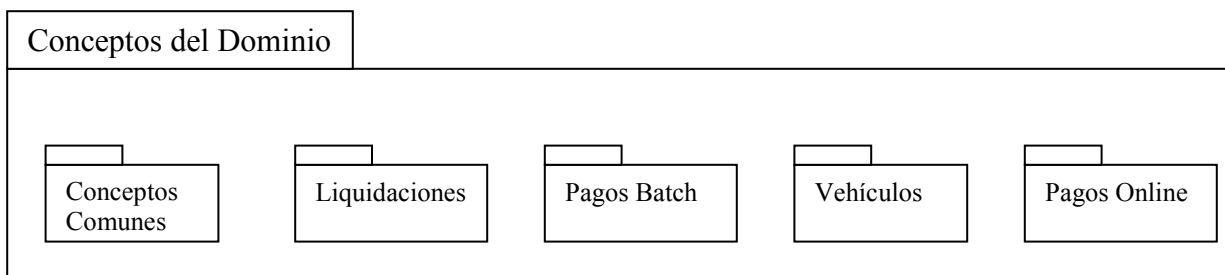 Conceptos del Dominio
Conceptos
Comunes
Liquidaciones
Pagos Batch
Vehículos
Pagos Online